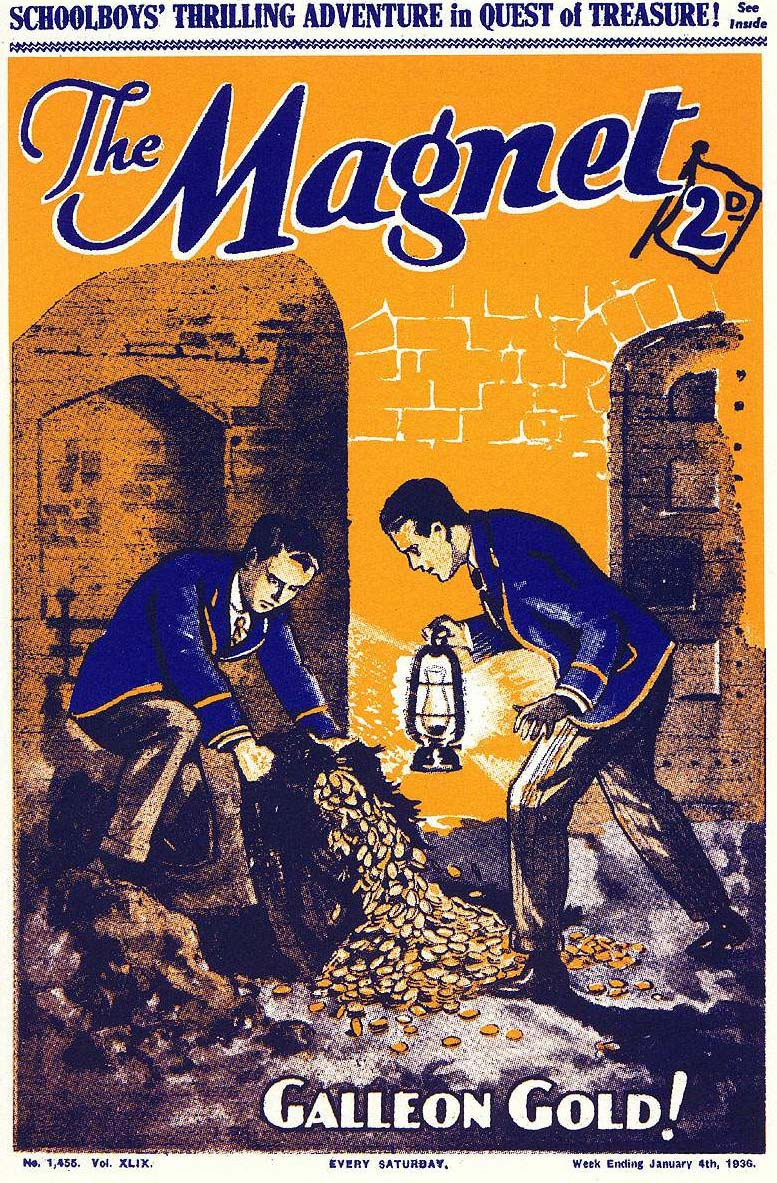 SCHOOLBOYS' THRILLING ADVENTURE in QUEST of TREASURE! See Inside
The Magnet 2D
GALLEON GOLD!
No. 1,455. Vol. XLIX. EVERY SATURDAY. Week Ending January 4th, 1936.